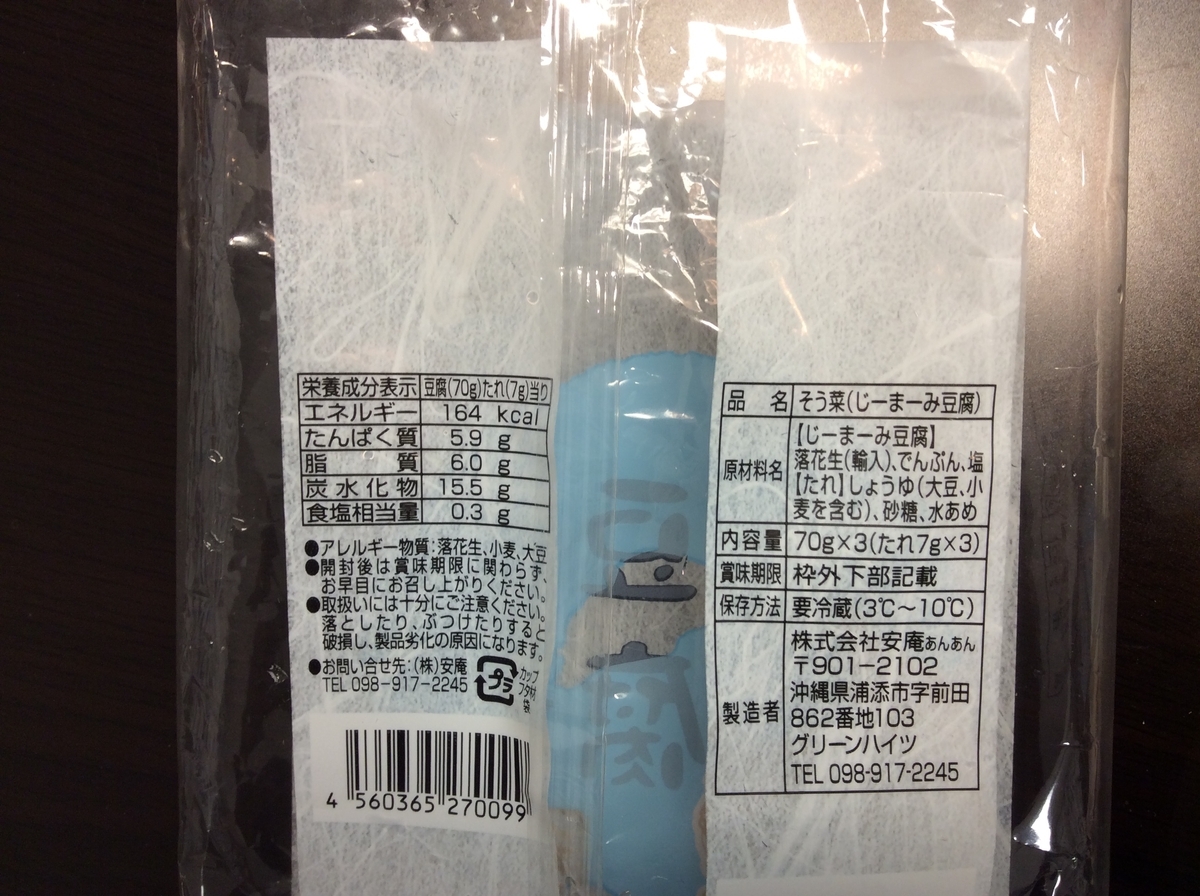 栄養成分表示 豆腐(70g)たれ(7g)当り
エネルギー 164 kcal
たんぱく質 5.9 g
脂質 6.0 g
炭水化物 15.5 g
食塩相当量 0.3 g
●アレルギー物質:落花生、小麦、大豆
●開封後は賞味期限に関わらず、
お早目にお召し上がりください。
●取扱いには十分にご注意ください。
落としたり、ぶつけたりすると
破損し、製品劣化の原因になります。
●お問い合せ先:(株)安庵
TEL 098-917-2245
プラ
カップ
フタ材
袋
4 560365 270099
品名 そう菜(じーまーみ豆腐)
原材料名 【じーまーみ豆腐】
落花生(輸入)、でんぷん、塩
【たれ】しょうゆ(大豆、小
麦を含む)、砂糖、水あめ
内容量 70g×3(たれ7g×3)
賞味期限 枠外下部記載
保存方法 要冷蔵(3℃~10℃)
製造者 株式会社安庵あんあん
〒901-2102
沖縄県浦添市字前田
862番地103
グリーンハイツ
TEL 098-917-2245
豆
腐